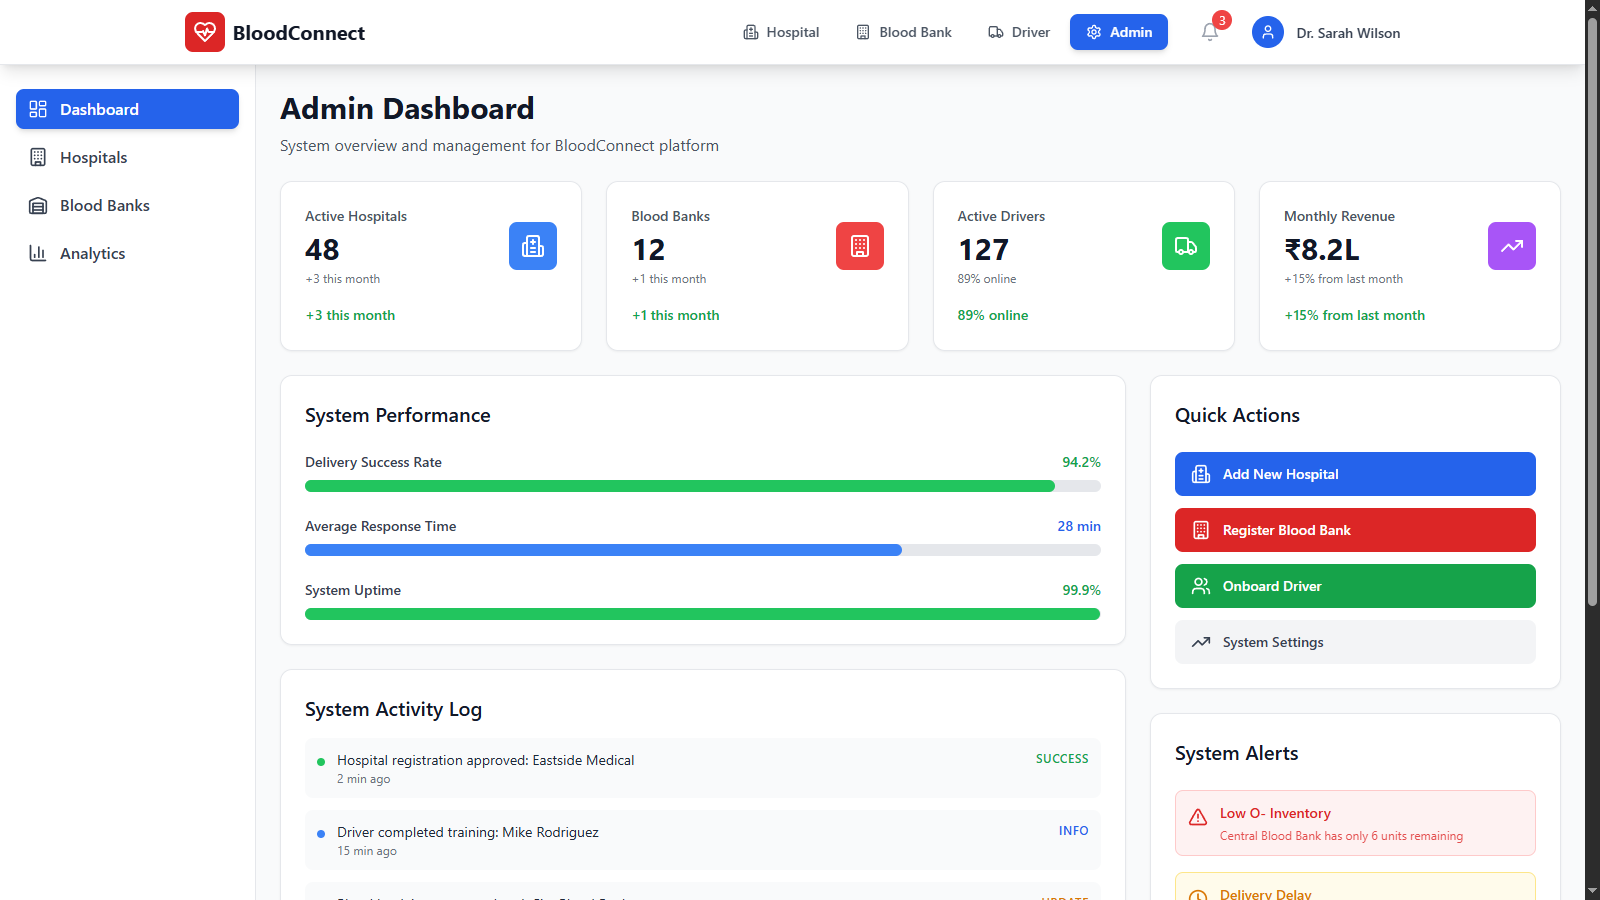 BloodConnect
Hospital
Blood Bank
Driver
Admin
3
Dr. Sarah Wilson
Dashboard
Hospitals
Blood Banks
Analytics
Admin Dashboard
System overview and management for BloodConnect platform
Active Hospitals
48
+3 this month
+3 this month
Blood Banks
12
+1 this month
+1 this month
Active Drivers
127
89% online
89% online
Monthly Revenue
₹8.2L
+15% from last month
+15% from last month
System Performance
Delivery Success Rate
94.2%
Average Response Time
28 min
System Uptime
99.9%
Quick Actions
Add New Hospital
Register Blood Bank
Onboard Driver
System Settings
System Activity Log
Hospital registration approved: Eastside Medical
SUCCESS
2 min ago
Driver completed training: Mike Rodriguez
INFO
15 min ago
UPDATE
System Alerts
Low O- Inventory
Central Blood Bank has only 6 units remaining
Delivery Delay